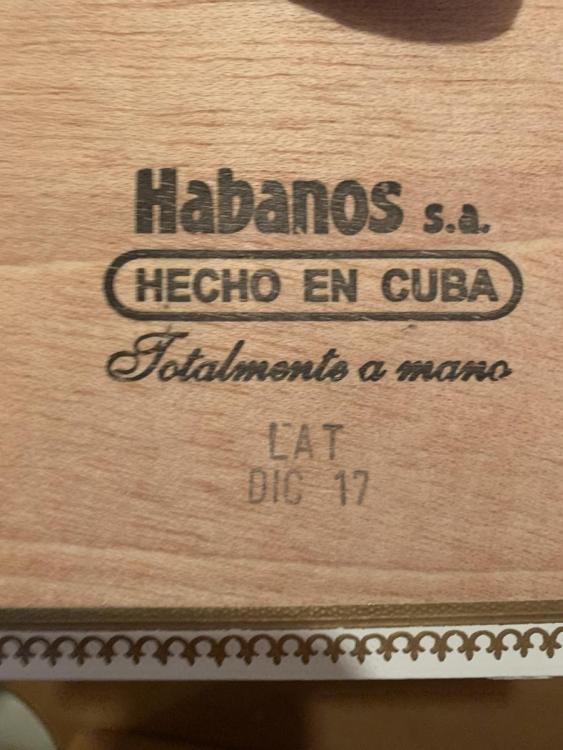 Habanos s.a.
HECHO EN CUBA
Totalmente a mano
LAT
DIC 17